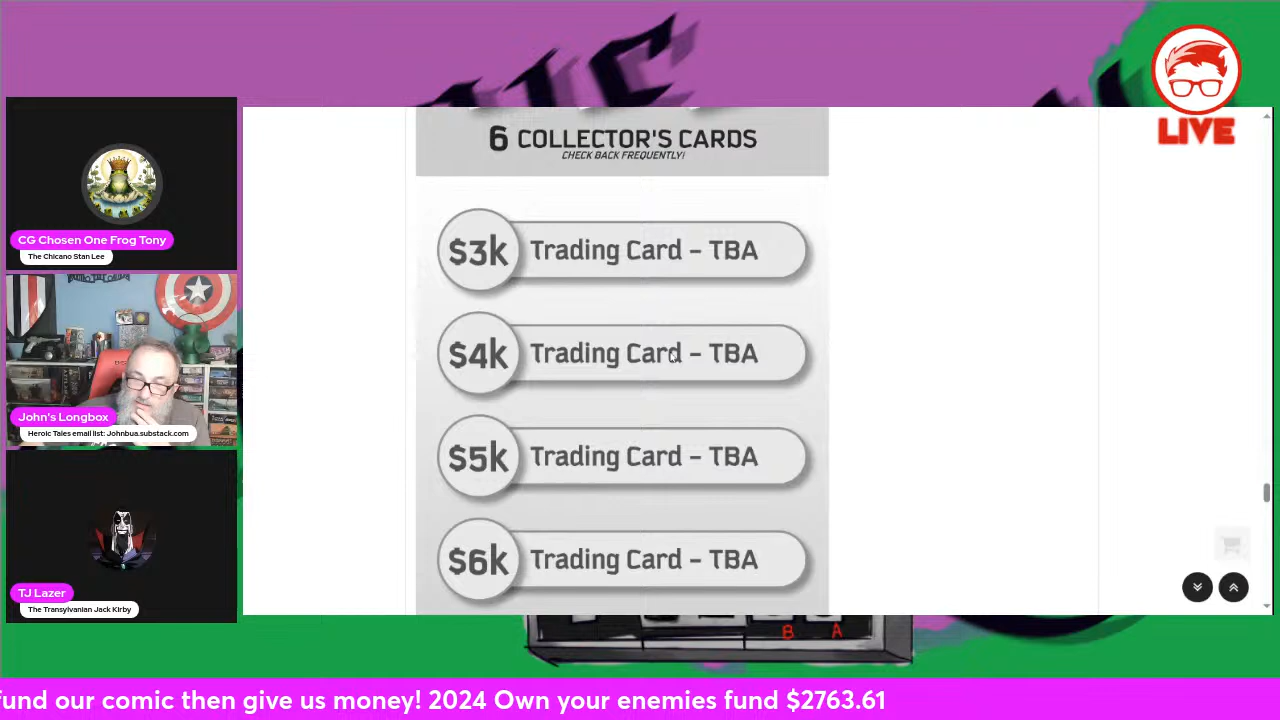 LIVE
6 COLLECTOR'S CARDS
CHECK BACK FREQUENTLY!
$3k Trading Card - TBA
$4k Trading Card - TBA
$5k Trading Card - TBA
$6k Trading Card - TBA
CG Chosen One Frog Tony
The Chicano Stan Lee
John's Longbox
Heroic Tales email list: Johnbua.substack.com
TJ Lazer
The Transylvanian Jack Kirby
B A
fund our comic then give us money! 2024 Own your enemies fund $2763.61